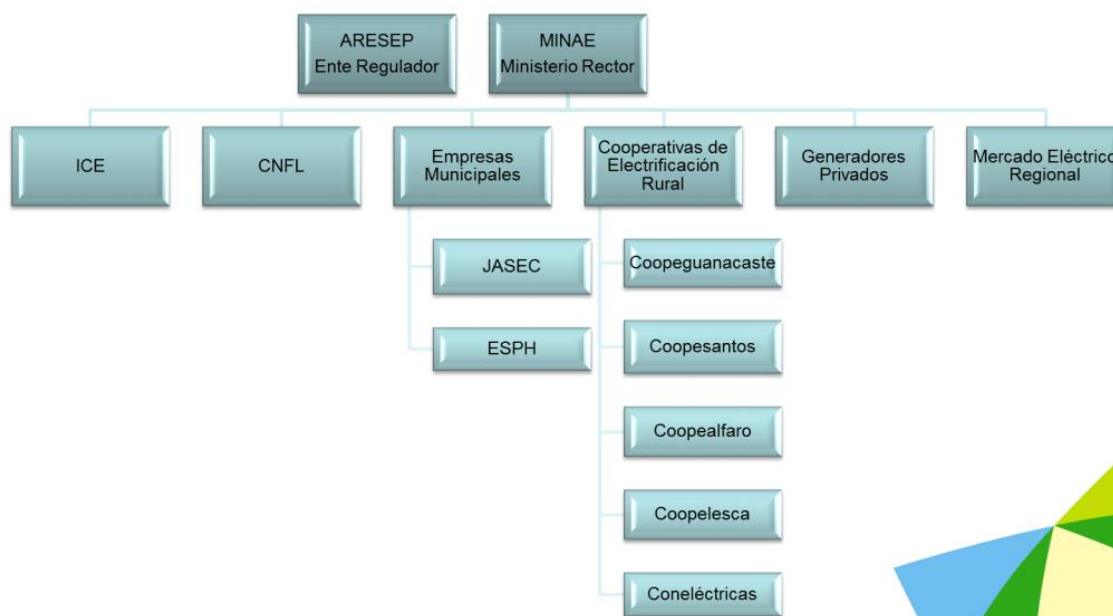 ARESEP
Ente Regulador
MINAE
Ministerio Rector
ICE
CNFL
Empresas
Municipales
Cooperativas de
Electrificación
Rural
Generadores
Privados
Mercado Eléctrico
Regional
JASEC
ESPH
Coopeguanacaste
Coopesantos
Coopealfaro
Coopelesca
Coneléctricas